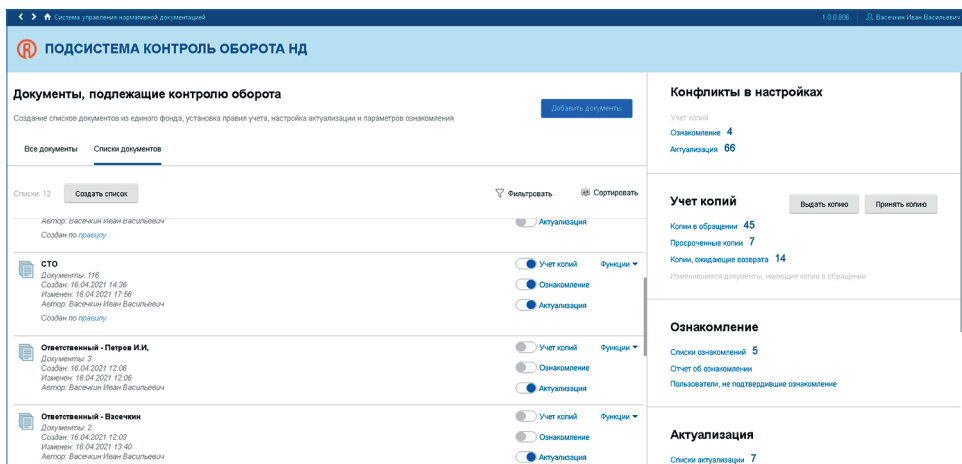 Система управления нормативной документацией
1.0.0.806
Васечкин Иван Васильевич
ПОДСИСТЕМА КОНТРОЛЬ ОБОРОТА НД
Документы, подлежащие контролю оборота
Добавить документы
Создание списков документов из единого фонда, установка правил учета, настройка актуализации и параметров ознакомления
Все документы
Списки документов
Списки: 12
Создать список
Фильтровать
Сортировать
Автор: Васечкин Иван Васильевич
Актуализация
Создан по правилу
СТО
Учет копий
Функции
Документы: 116
Создан: 16.04.2021 14:36
Ознакомление
Изменен: 16.04.2021 17:56
Автор: Васечкин Иван Васильевич
Актуализация
Создан по правилу
Ответственный - Петров И.И,
Учет копий
Функции
Документы: 3
Создан: 16.04.2021 12:06
Ознакомление
Изменен: 16.04.2021 12:06
Автор: Васечкин Иван Васильевич
Актуализация
Ответственный - Васечкин
Учет копий
Функции
Документы: 2
Создан: 16.04.2021 12:03
Ознакомление
Изменен: 16.04.2021 13:40
Автор: Васечкин Иван Васильевич
Актуализация
Конфликты в настройках
Учет копий
Ознакомление 4
Актуализация 66
Учет копий
Выдать копию
Принять копию
Копии в обращении 45
Просроченные копии 7
Копии, ожидающие возврата 14
Изменившиеся документы, имеющие копии в обращении
Ознакомление
Списки ознакомлений 5
Отчет об ознакомлении
Пользователи, не подтвердившие ознакомление
Актуализация
Списки актуализации 7